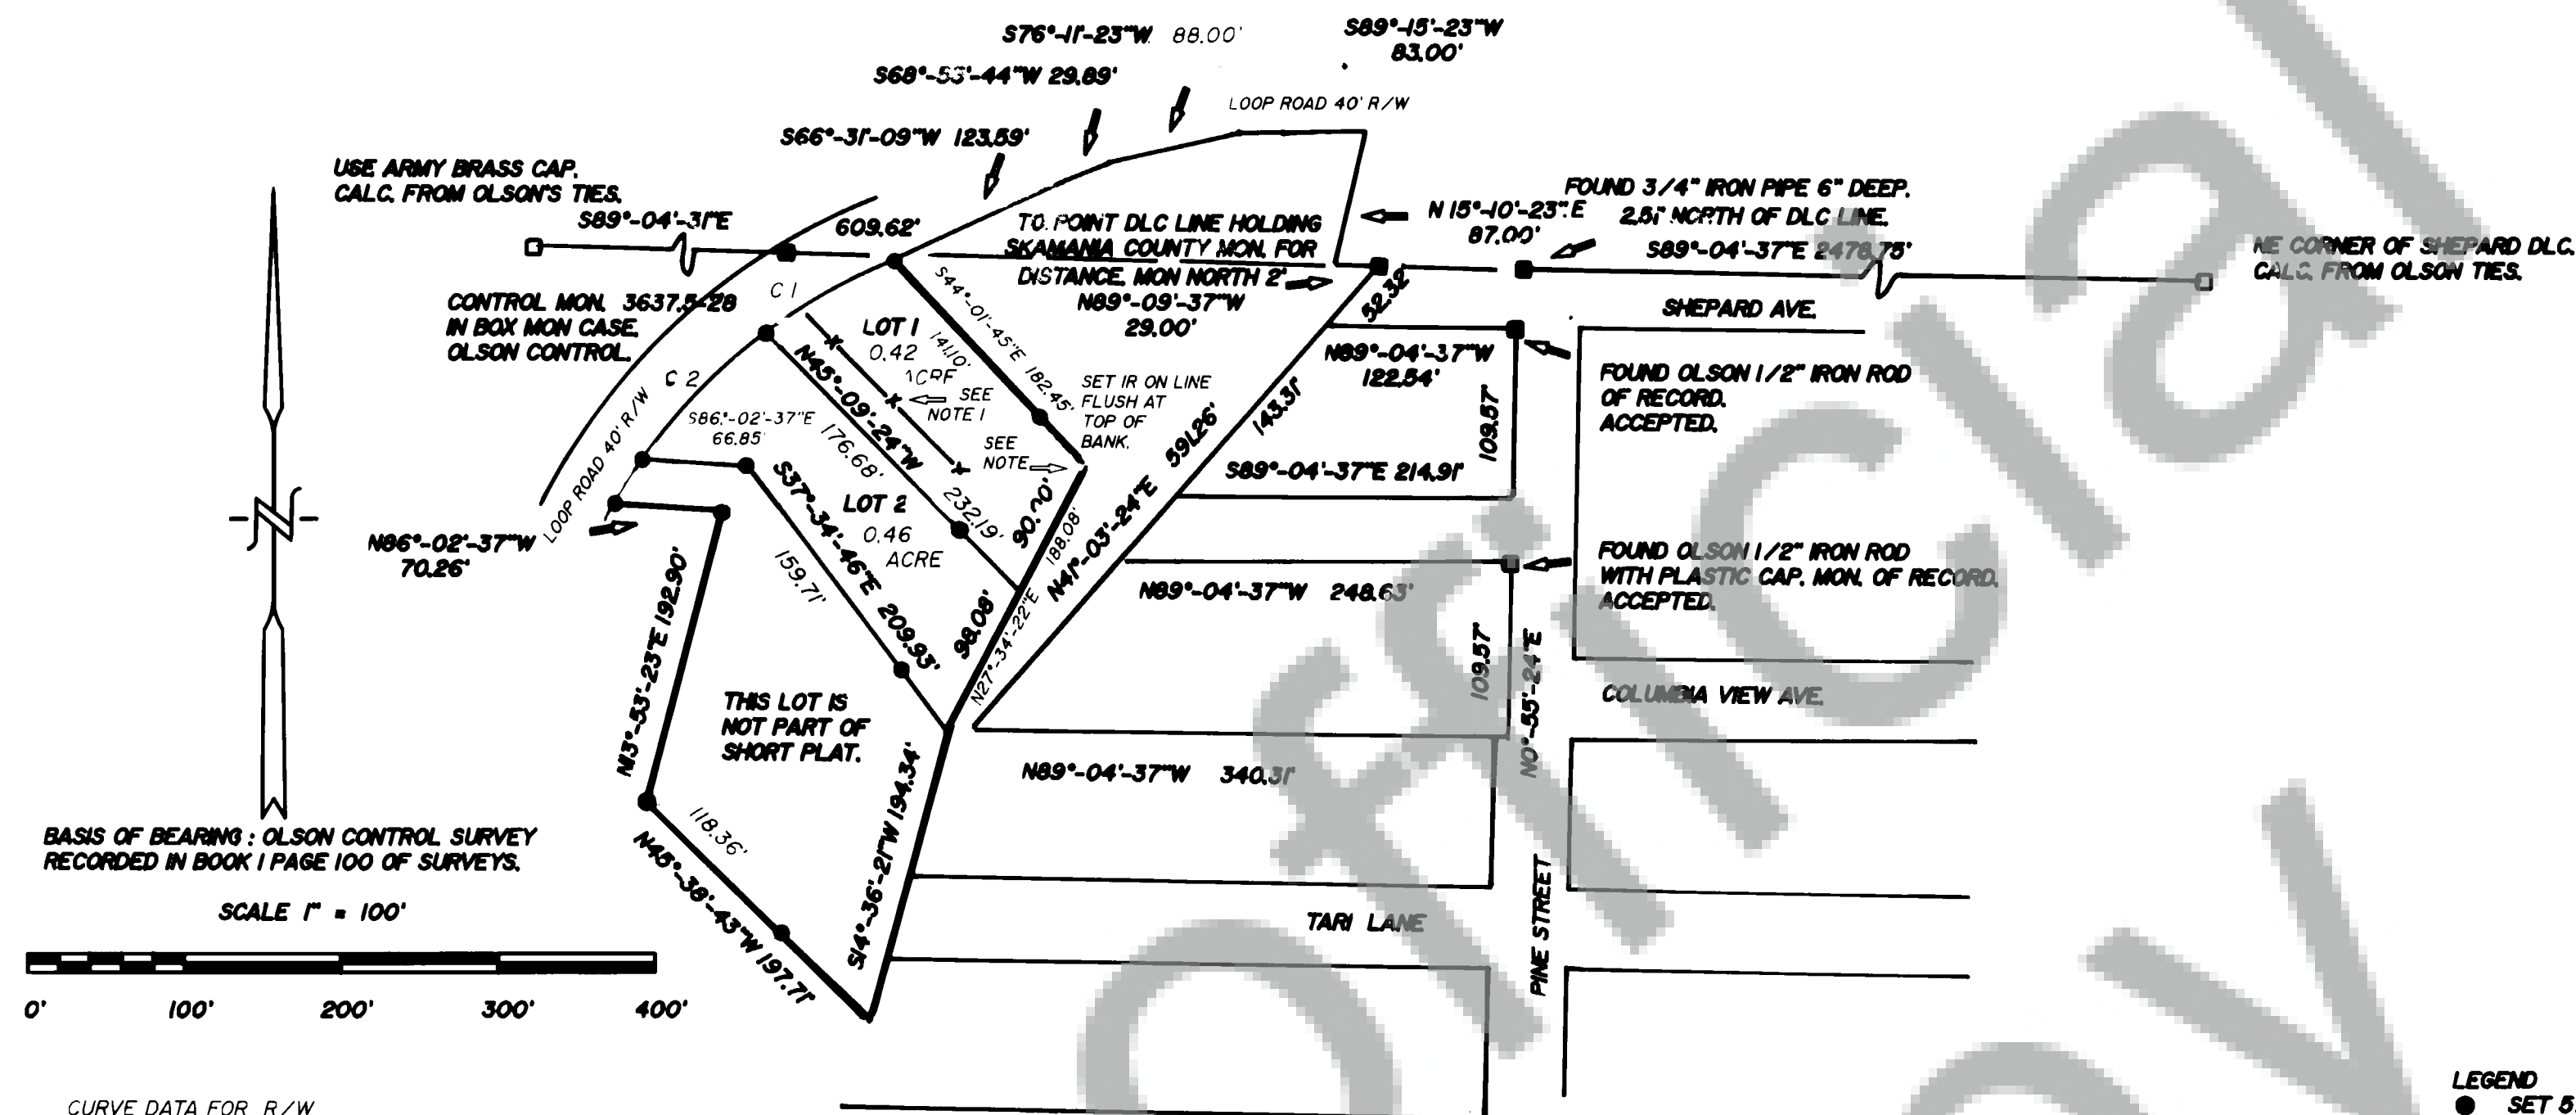 S76°-11'-23"W 88.00'
S89°-15'-23"W
83.00'
S68°-53'-44"W 29.89'
LOOP ROAD 40' R/W
S66°-31'-09"W 123.59'
USE ARMY BRASS CAP.
CALC. FROM OLSON'S TIES.
S89°-04'-31"E
609.62'
TO POINT DLC LINE HOLDING
SKAMANIA COUNTY MON. FOR
DISTANCE. MON NORTH 2'
N89°-09'-37"W
29.00'
N 15°-10'-23".E
87.00'
FOUND 3/4" IRON PIPE 6" DEEP.
2.51' NORTH OF DLC LINE.
S89°-04'-37"E 2478.75'
NE CORNER OF SHEPARD DLC.
CALC. FROM OLSON TIES.
CONTROL MON. 3637.5-28
IN BOX MON CASE.
OLSON CONTROL.
C 1
C 2
LOT 1
0.42
SEE
NOTE 1
S44°-01'-45"E 182.45'
141.10'
SET IR ON LINE
FLUSH AT
TOP OF
BANK.
SEE
NOTE
52.32
SHEPARD AVE.
N89°-04'-37"W
122.54'
143.31'
109.57'
FOUND OLSON 1/2" IRON ROD
OF RECORD.
ACCEPTED.
N45°-09'-24"W
176.68'
232.19'
S86°-02'-37"E
66.85'
LOOP ROAD 40' R/W
N86°-02'-37"W
70.26'
S37°-34'-46"E 209.93'
159.71'
LOT 2
0.46
ACRE
90.00'
188.08'
98.08'
N27°-34'-22"E
N41°-03'-24"E 591.26'
S89°-04'-37"E 214.91'
FOUND OLSON 1/2" IRON ROD
WITH PLASTIC CAP. MON. OF RECORD.
ACCEPTED.
N89°-04'-37"W 248.63'
109.57'
N0°-55'-24"E
COLUMBIA VIEW AVE.
N13°-53'-23"E 192.90'
THIS LOT IS
NOT PART OF
SHORT PLAT.
N89°-04'-37"W 340.31'
S14°-36'-21"W 194.34'
118.36'
N45°-38'-43"W 197.71'
BASIS OF BEARING : OLSON CONTROL SURVEY
RECORDED IN BOOK 1 PAGE 100 OF SURVEYS.
SCALE 1" = 100'
0' 100' 200' 300' 400'
TARI LANE
PINE STREET
CURVE DATA FOR R/W
LEGEND
SET